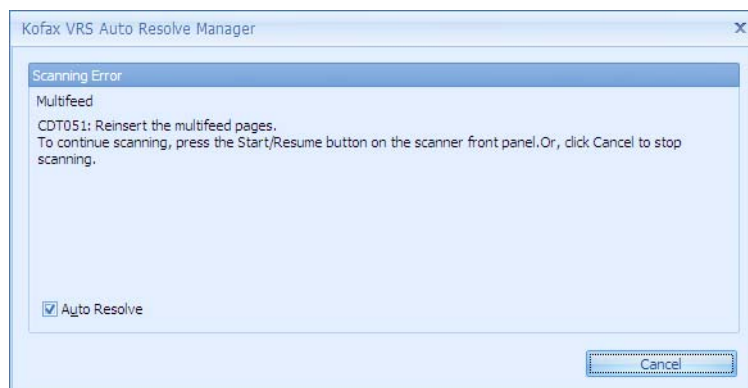 Kofax VRS Auto Resolve Manager
x
Scanning Error
Multifeed
CDT051: Reinsert the multifeed pages.
To continue scanning, press the Start/Resume button on the scanner front panel.Or, click Cancel to stop
scanning.
Auto Resolve
Cancel